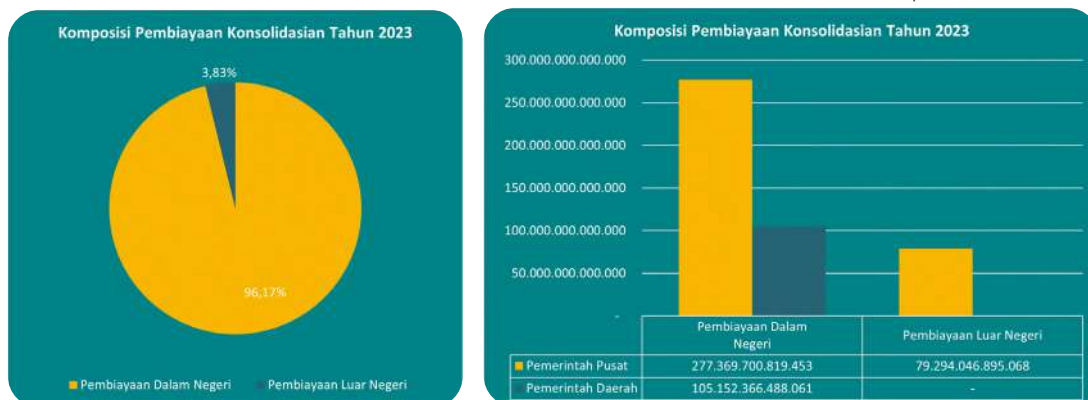 Komposisi Pembiayaan Konsolidasian Tahun 2023
3,83%
96,17%
Pembiayaan Dalam Negeri
Pembiayaan Luar Negeri
Komposisi Pembiayaan Konsolidasian Tahun 2023
300.000.000.000.000
250.000.000.000.000
200.000.000.000.000
150.000.000.000.000
100.000.000.000.000
50.000.000.000.000
-
Pembiayaan Dalam
Negeri
Pembiayaan Luar Negeri
Pemerintah Pusat 277.369.700.819.453 79.294.046.895.068
Pemerintah Daerah 105.152.366.488.061 -